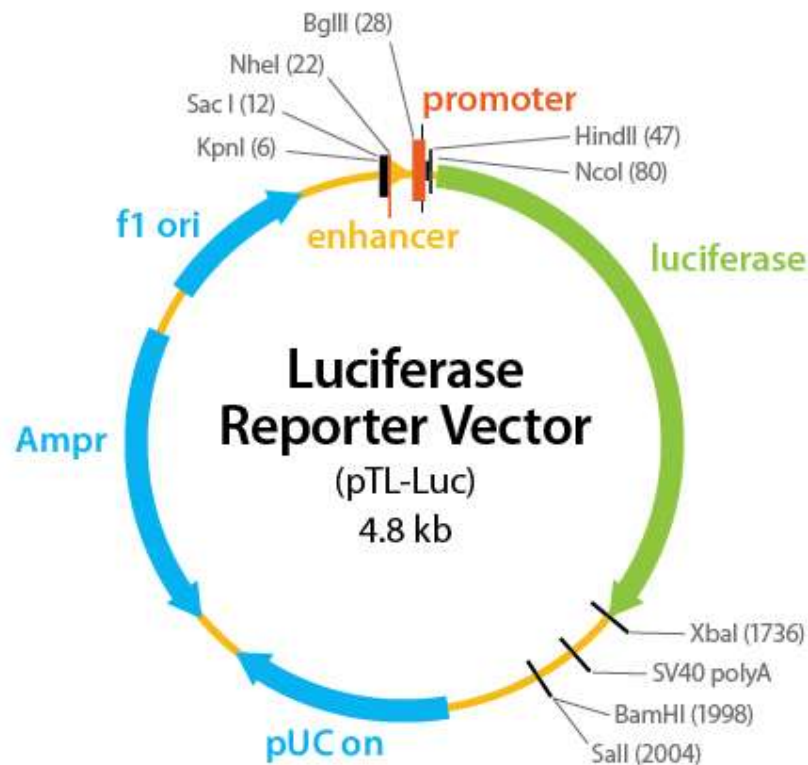 BglII (28)
NheI (22)
promoter
Sac I (12)
HindII (47)
KpnI (6)
NcoI (80)
f1 ori
enhancer
luciferase
Luciferase
Reporter Vector
(pTL-Luc)
4.8 kb
Ampr
XbaI (1736)
SV40 polyA
BamHI (1998)
pUC on
SalI (2004)